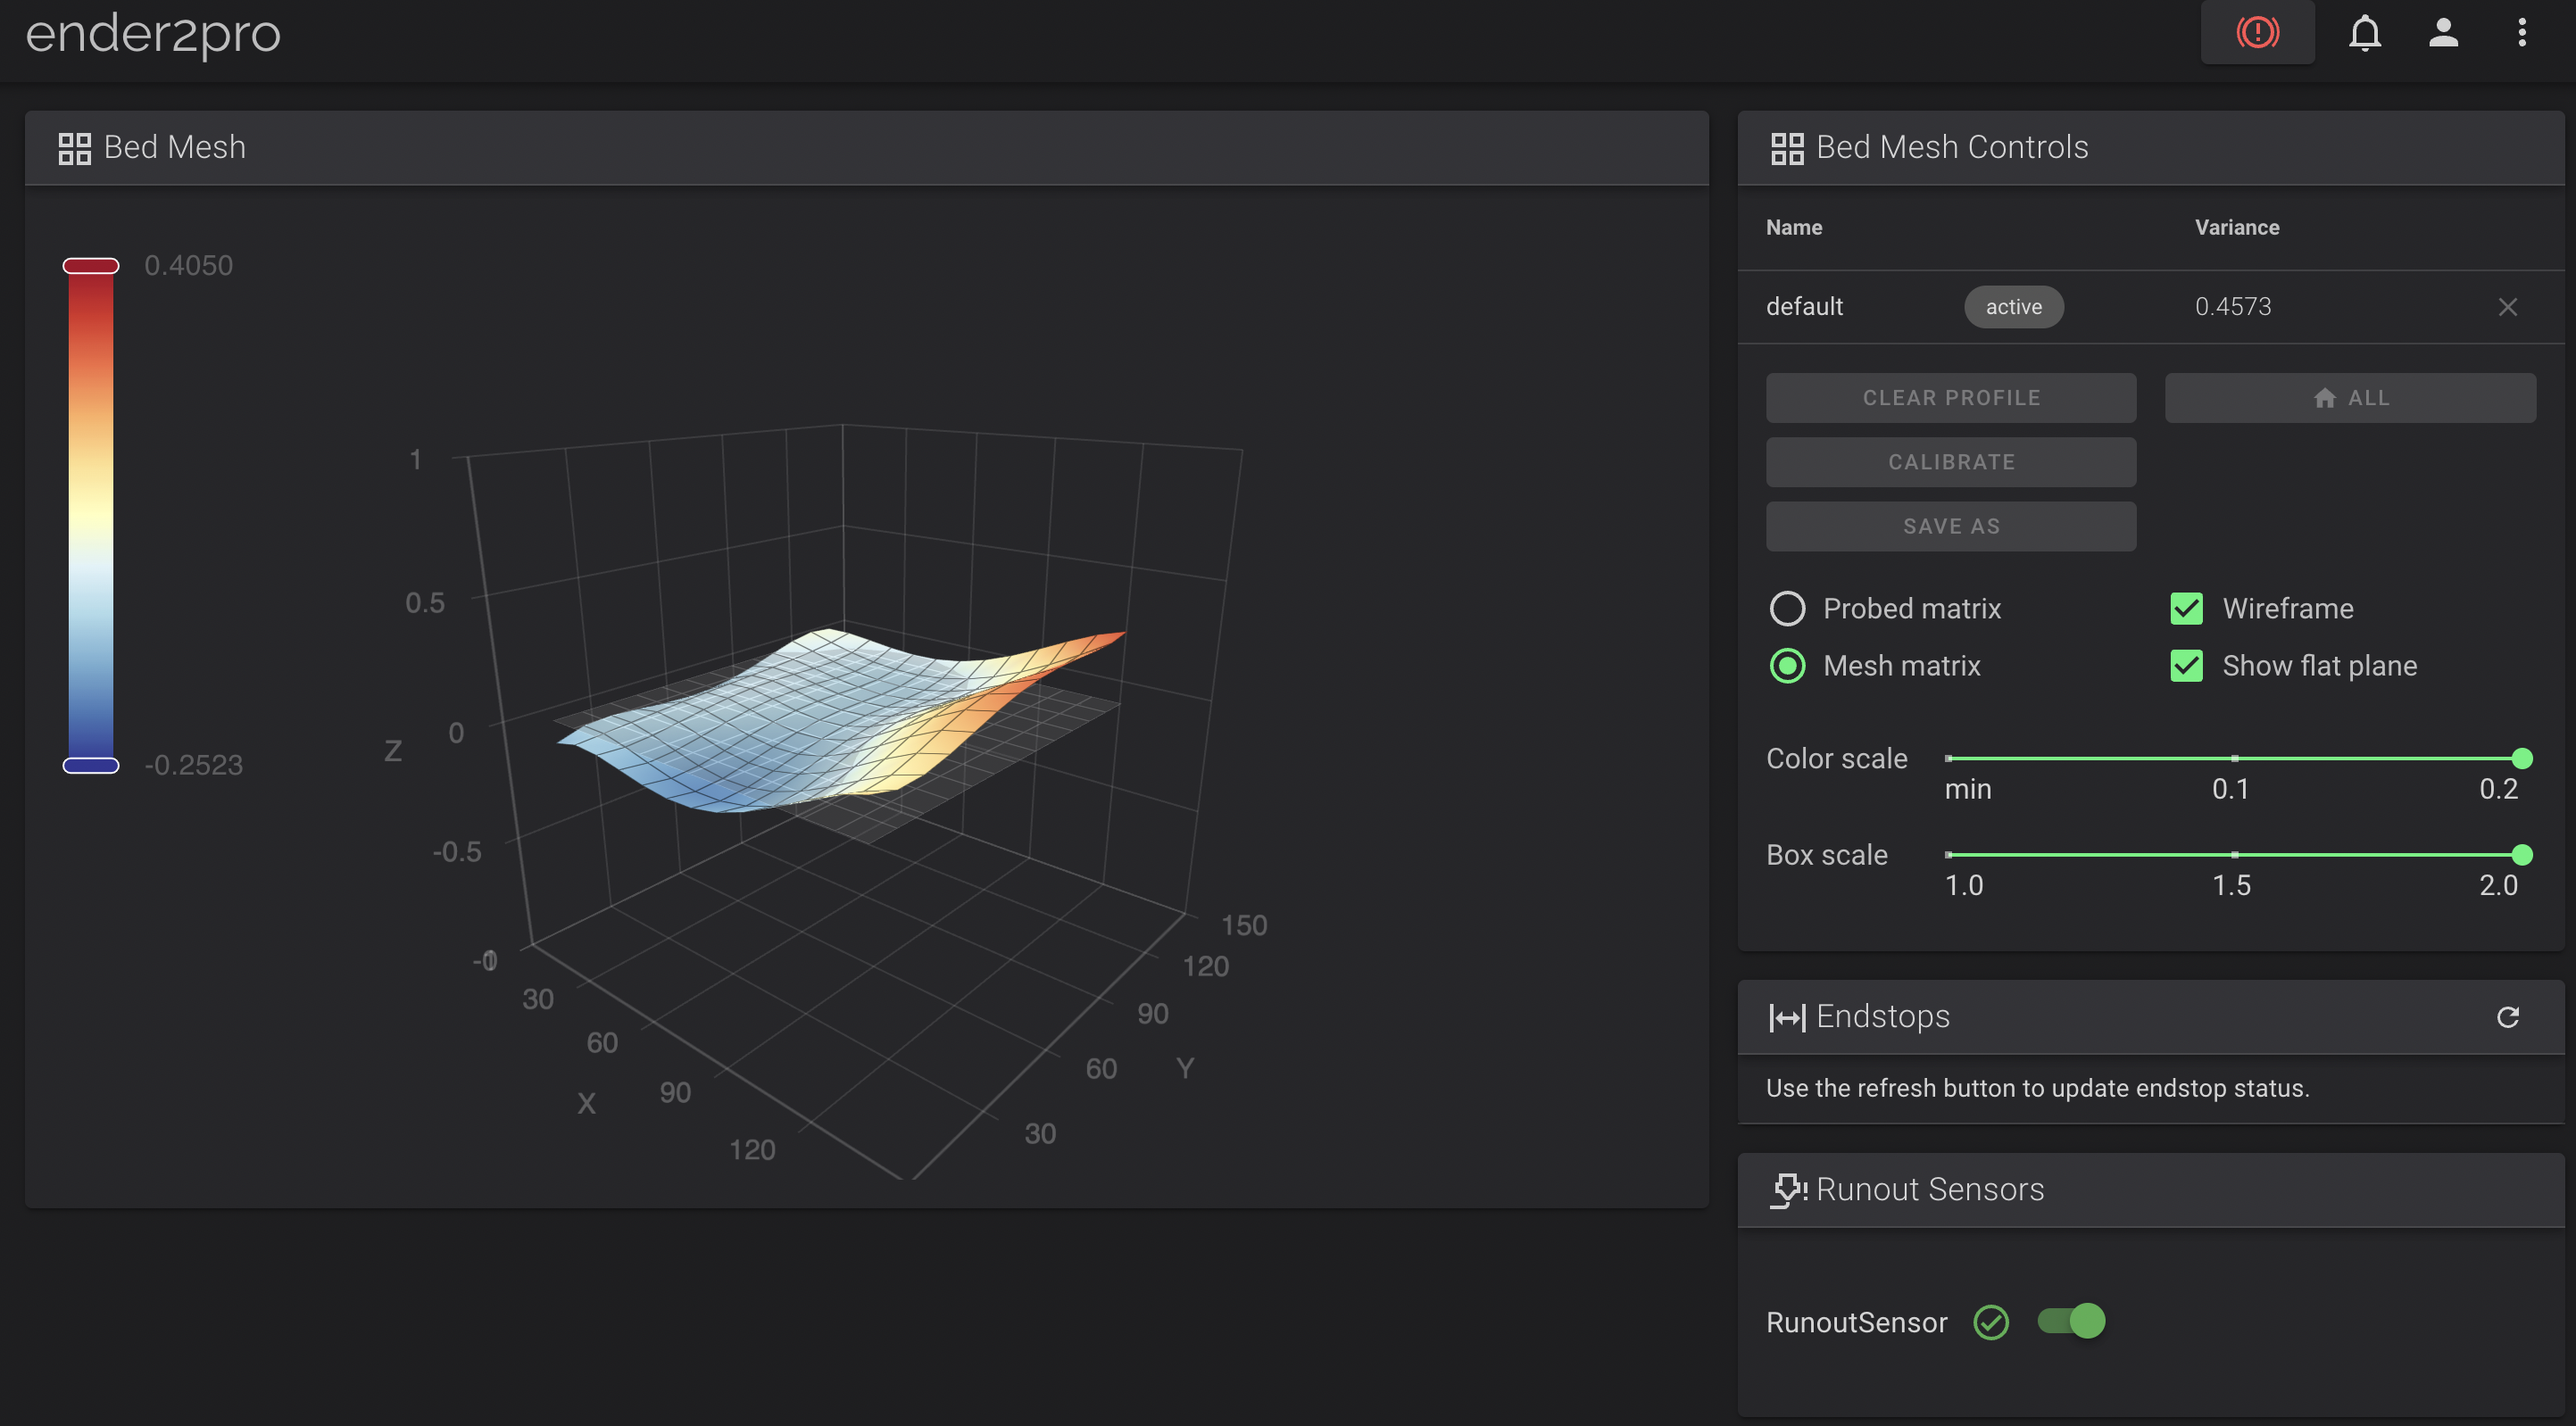 ender2pro
Bed Mesh
0.4050
-0.2523
1
0.5
0
-0.5
Z
30
60
90
120
X
30
60
90
120
150
Y
Bed Mesh Controls
Name Variance
default active 0.4573
CLEAR PROFILE ALL
CALIBRATE
SAVE AS
Probed matrix Wireframe
Mesh matrix Show flat plane
Color scale
min 0.1 0.2
Box scale
1.0 1.5 2.0
Endstops
Use the refresh button to update endstop status.
Runout Sensors
RunoutSensor